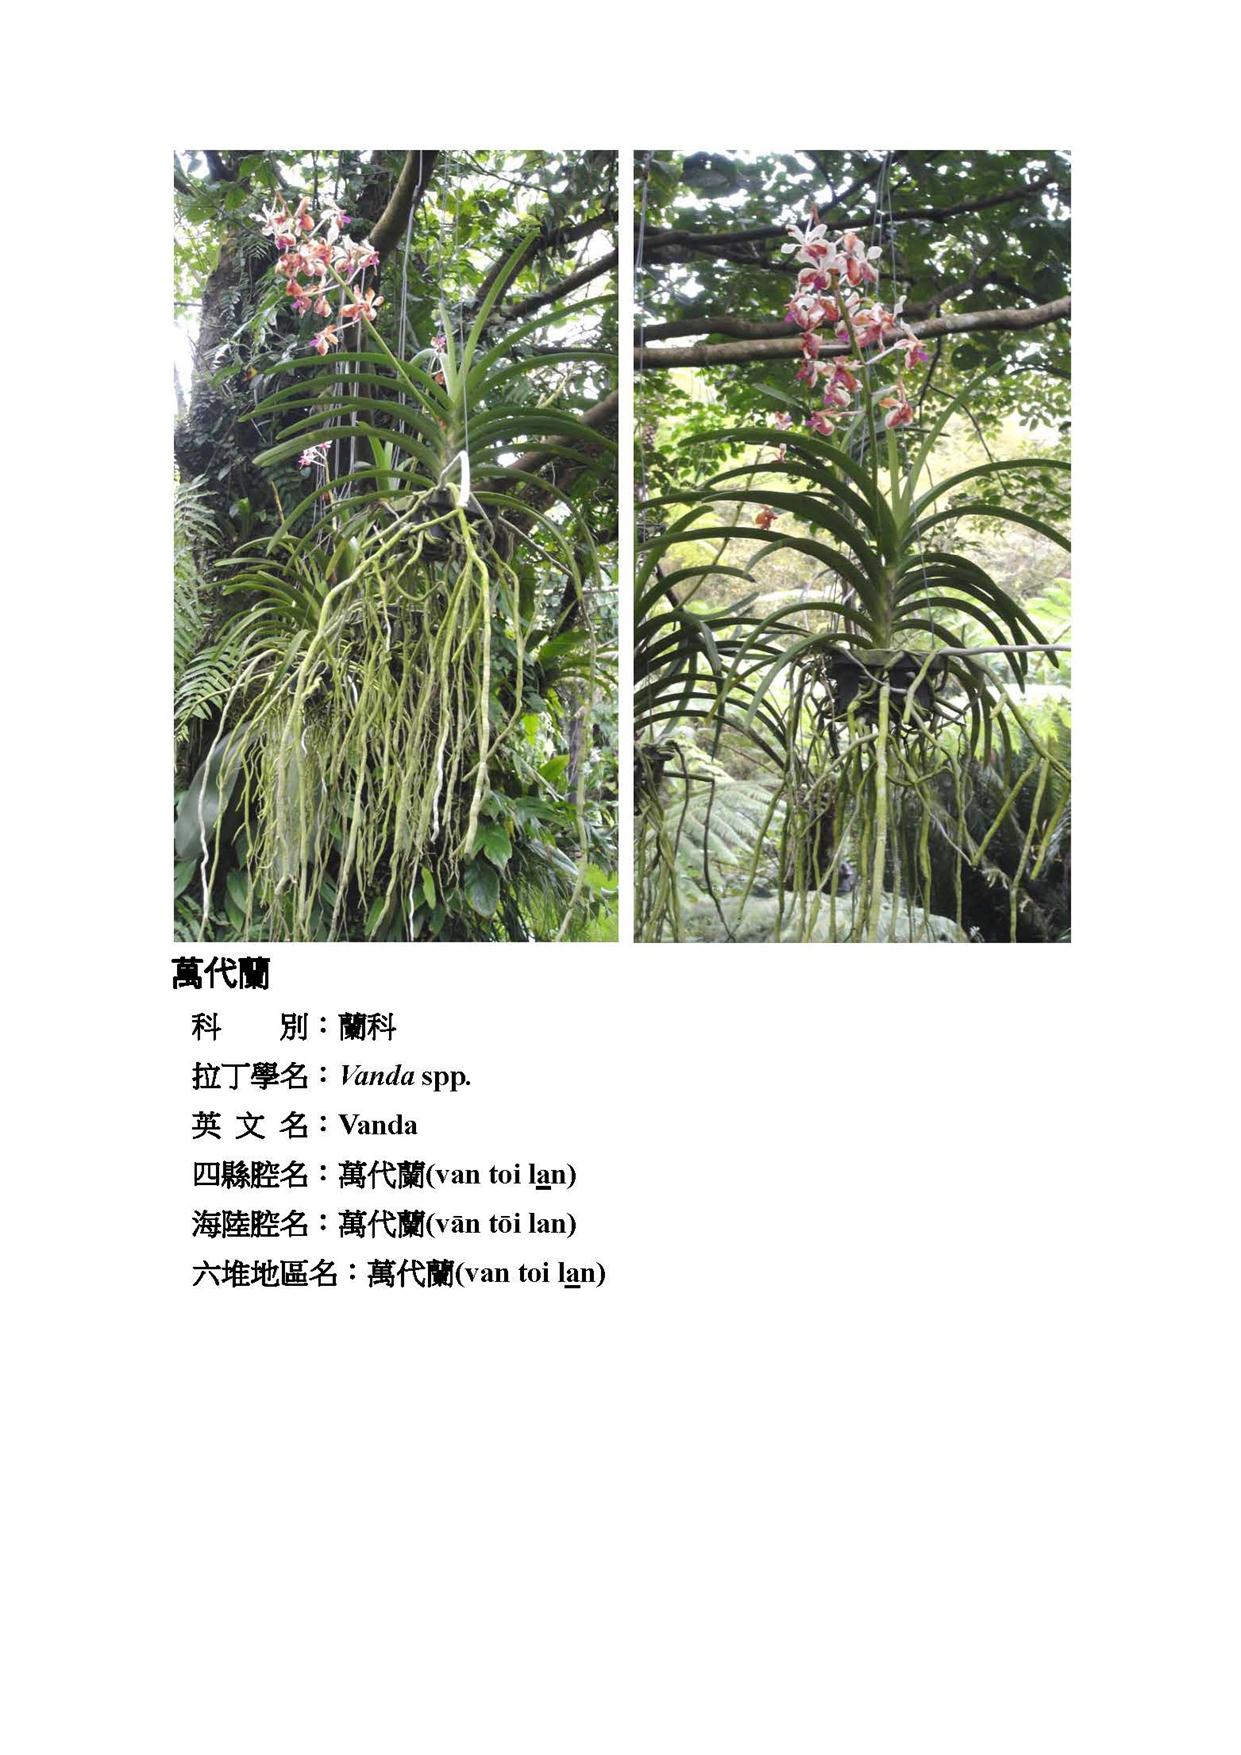 萬代蘭
科　　別：蘭科
拉丁學名：Vanda spp.
英 文 名：Vanda
四縣腔名：萬代蘭(van toi la̲n)
海陸腔名：萬代蘭(vān tōi lan)
六堆地區名：萬代蘭(van toi la̲n)